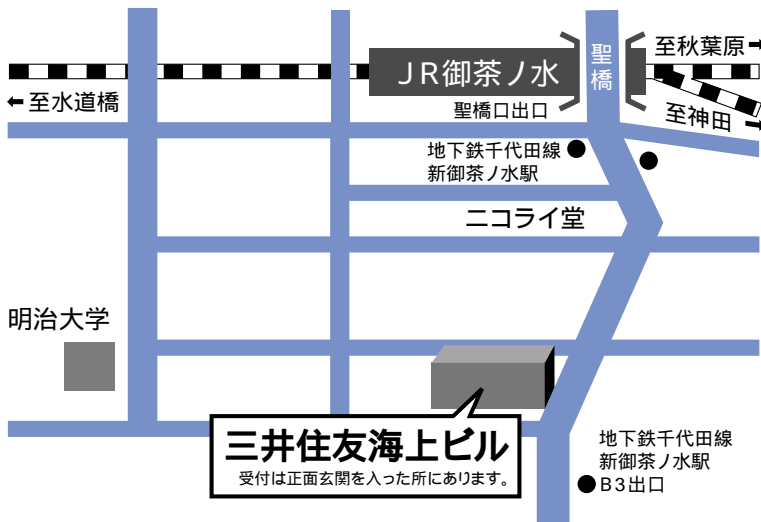 至秋葉原
聖橋
JR御茶ノ水
至水道橋
聖橋口出口
至神田
地下鉄千代田線
新御茶ノ水駅
ニコライ堂
明治大学
三井住友海上ビル
受付は正面玄関を入った所にあります。
地下鉄千代田線
新御茶ノ水駅
B3出口